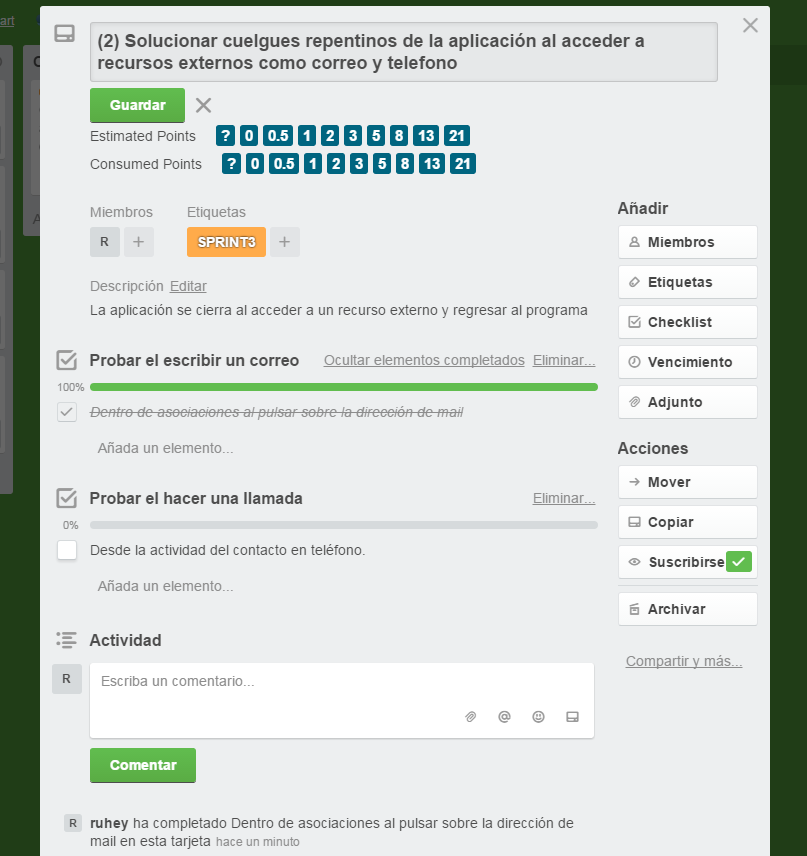 art
(2) Solucionar cuelgues repentinos de la aplicación al acceder a
recursos externos como correo y telefono
Guardar
Estimated Points ? 0 0.5 1 2 3 5 8 13 21
Consumed Points ? 0 0.5 1 2 3 5 8 13 21
Miembros Etiquetas
R + SPRINT3 +
Descripción Editar
La aplicación se cierra al acceder a un recurso externo y regresar al programa
Probar el escribir un correo Ocultar elementos completados Eliminar...
100%
Dentro de asociaciones al pulsar sobre la dirección de mail
Añada un elemento...
Probar el hacer una llamada Eliminar...
0%
Desde la actividad del contacto en teléfono.
Añada un elemento...
Actividad
R
Escriba un comentario...
Comentar
R ruhey ha completado Dentro de asociaciones al pulsar sobre la dirección de
mail en esta tarjeta hace un minuto
Añadir
Miembros
Etiquetas
Checklist
Vencimiento
Adjunto
Acciones
Mover
Copiar
Suscribirse
Archivar
Compartir y más...